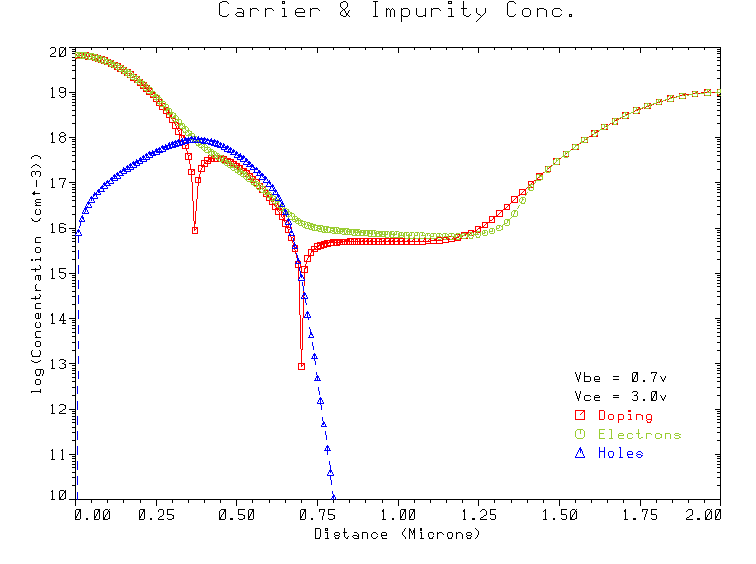 Carrier & Impurity Conc.
20
19
18
17
16
15
14
13
12
11
10
log(Concentration (cm↑-3))
Vbe = 0.7v
Vce = 3.0v
Doping
Electrons
Holes
0.00 0.25 0.50 0.75 1.00 1.25 1.50 1.75 2.00
Distance (Microns)